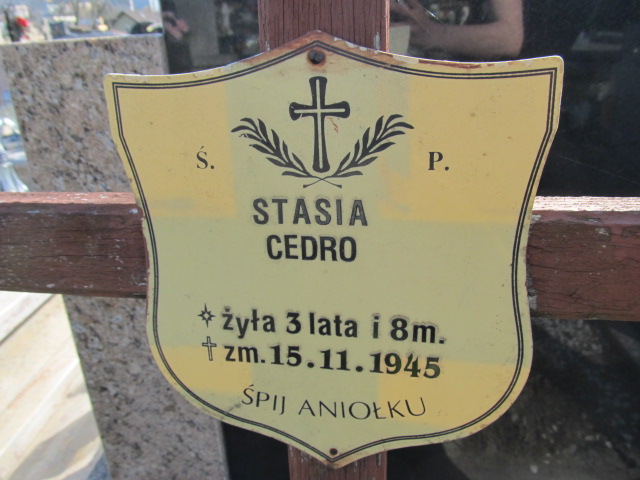 Ś. P.
STASIA
CEDRO
żyła 3 lata i 8m.
zm. 15.11.1945
ŚPIJ ANIOŁKU